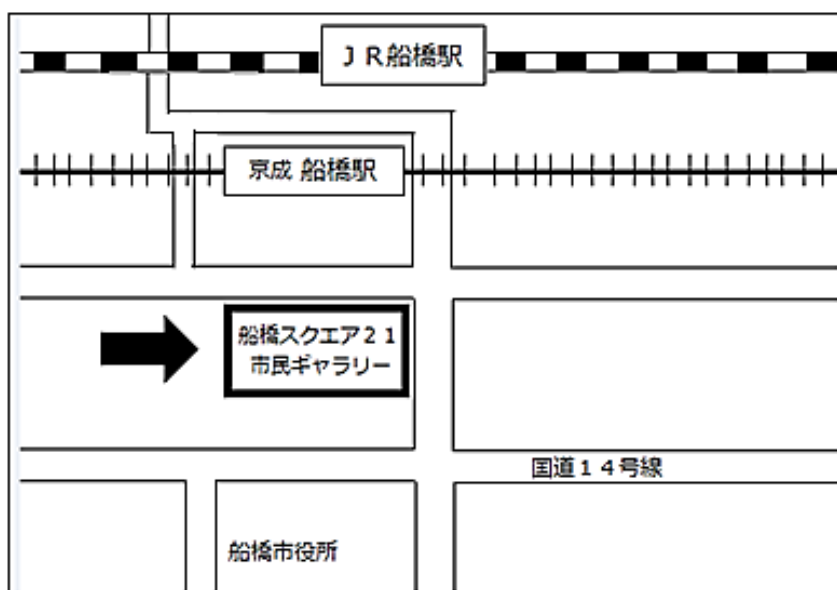 ＪＲ船橋駅
京成 船橋駅
船橋スクエア２１
市民ギャラリー
国道１４号線
船橋市役所